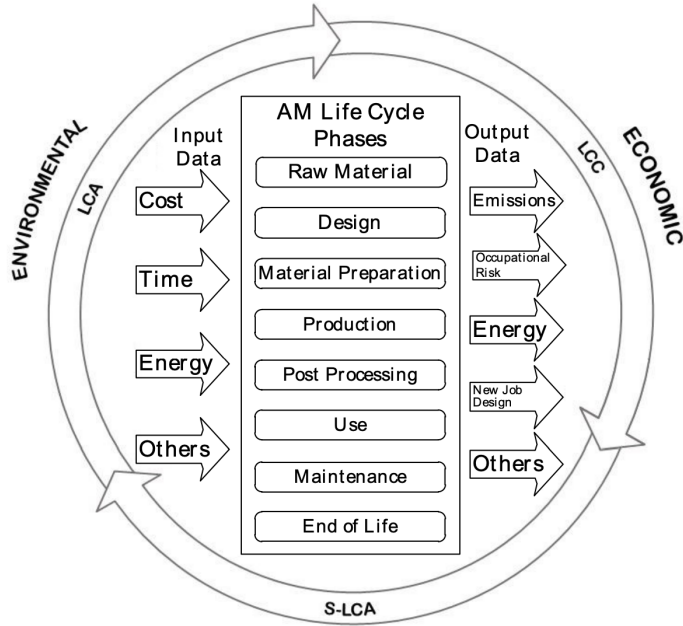 ENVIRONMENTAL
LCA
Input
Data
Cost
Time
Energy
Others
AM Life Cycle
Phases
Raw Material
Design
Material Preparation
Production
Post Processing
Use
Maintenance
End of Life
Output
Data
Emissions
Occupational
Risk
Energy
New Job
Design
Others
LCC
ECONOMIC
S-LCA